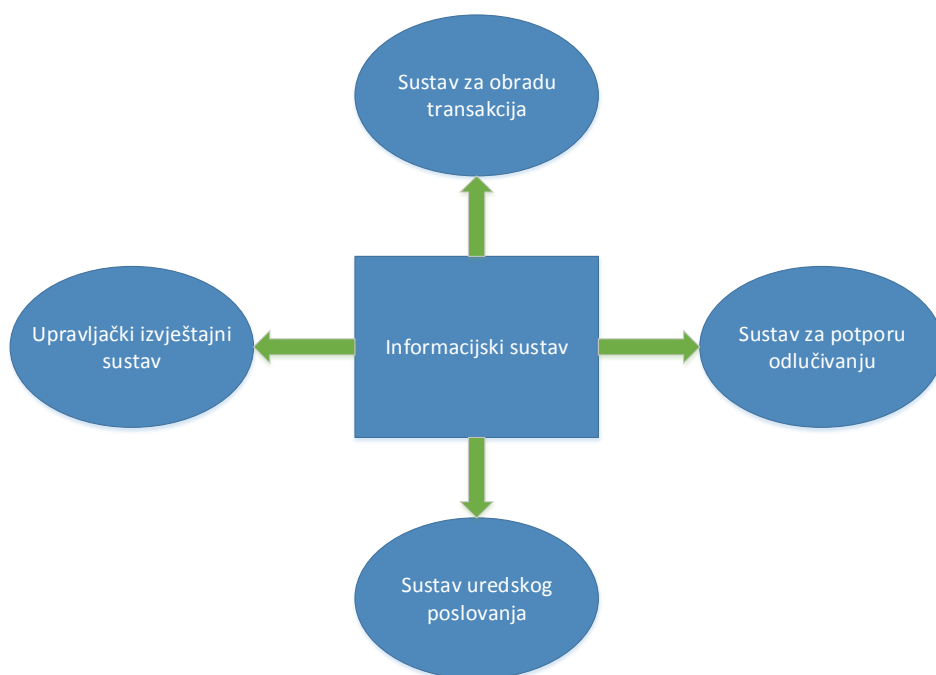 Sustav za obradu
transakcija
Upravljački izvještajni
sustav
Informacijski sustav
Sustav za potporu
odlučivanju
Sustav uredskog
poslovanja